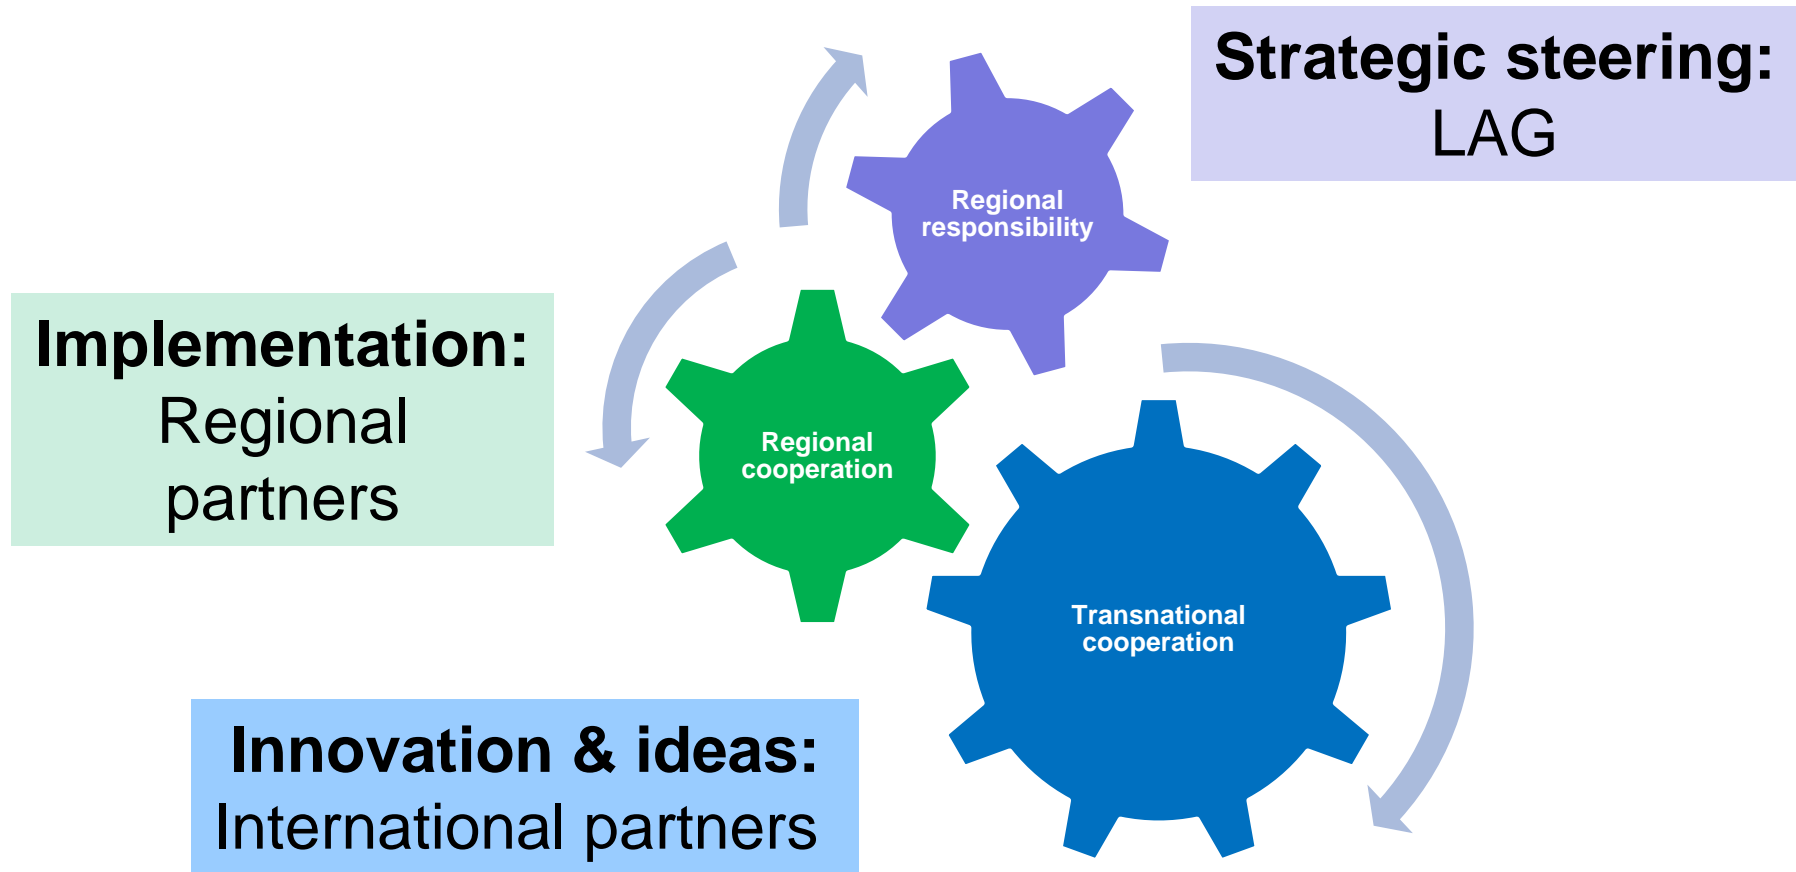 Strategic steering:
LAG
Regional
responsibility
Implementation:
Regional
partners
Regional
cooperation
Transnational
cooperation
Innovation & ideas:
International partners